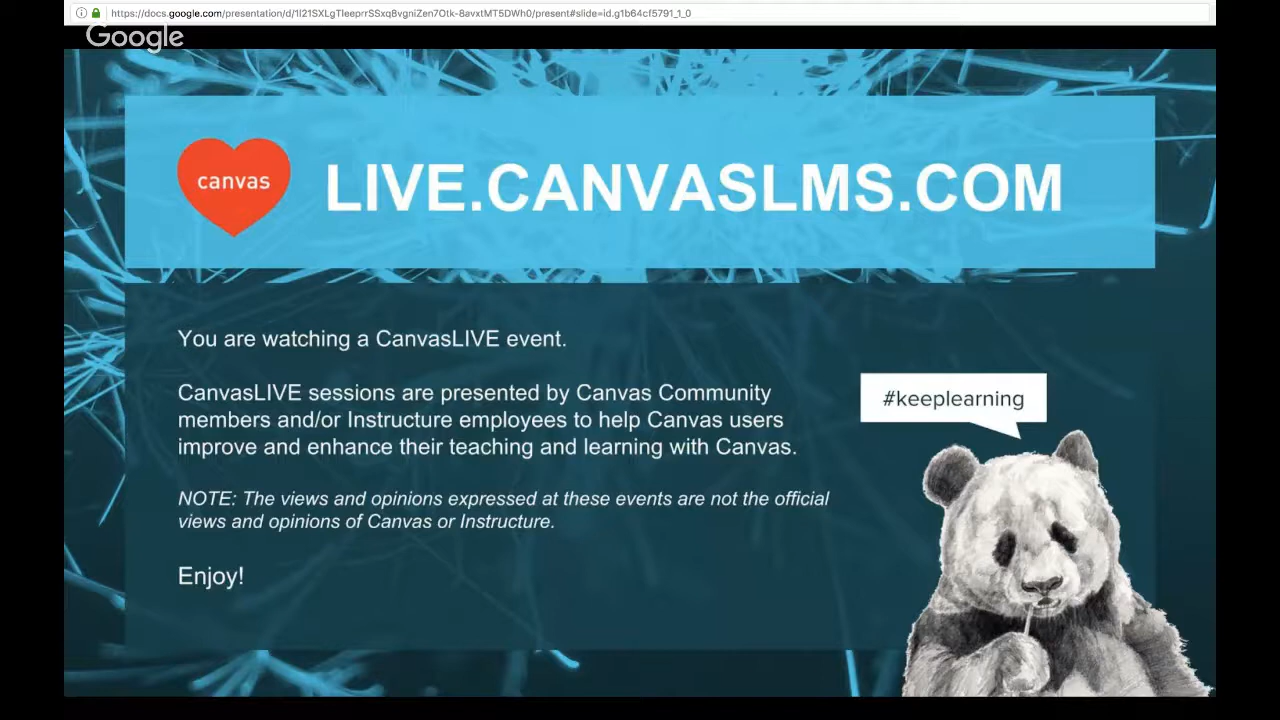 https://docs.google.com/presentation/d/1l21SXLgTleeprrSSxqBvgniZen7Otk-8avxtMT5DWh0/present#slide=id.g1b64cf5791_1_0
Google
canvas
LIVE.CANVASLMS.COM
You are watching a CanvasLIVE event.
CanvasLIVE sessions are presented by Canvas Community
members and/or Instructure employees to help Canvas users
improve and enhance their teaching and learning with Canvas.
#keeplearning
NOTE: The views and opinions expressed at these events are not the official
views and opinions of Canvas or Instructure.
Enjoy!